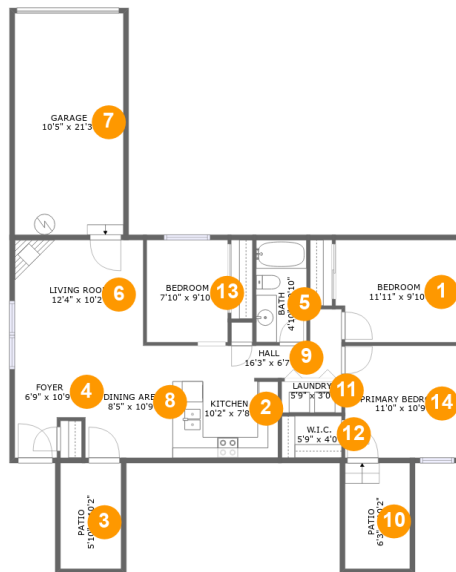 GARAGE
10'5" x 21'3"
7
LIVING ROOM
12'4" x 10'2"
6
BEDROOM
7'10" x 9'10"
13
BATH
5
BEDROOM
11'11" x 9'10"
1
HALL
16'3" x 6'7"
9
FOYER
6'9" x 10'9"
4
DINING AREA
8'5" x 10'9"
8
KITCHEN
10'2" x 7'8"
2
LAUNDRY
5'9" x 3'0"
11
PRIMARY BEDROOM
11'0" x 10'9"
14
W.I.C.
5'9" x 4'0"
12
PATIO
3
PATIO
10